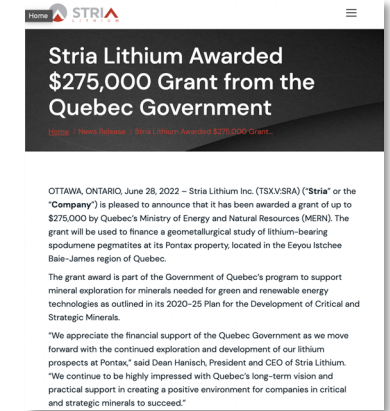 Home
STRIA
LITHIUM
Stria Lithium Awarded
$275,000 Grant from the
Quebec Government
Home / News Release / Stria Lithium Awarded $275,000 Grant...
OTTAWA, ONTARIO, June 28, 2022 – Stria Lithium Inc. (TSX.V:SRA) (“Stria” or the
“Company”) is pleased to announce that it has been awarded a grant of up to
$275,000 by Quebec’s Ministry of Energy and Natural Resources (MERN). The
grant will be used to finance a geometallurgical study of lithium-bearing
spodumene pegmatites at its Pontax property, located in the Eeyou Istchee
Baie-James region of Quebec.
The grant award is part of the Government of Quebec’s program to support
mineral exploration for minerals needed for green and renewable energy
technologies as outlined in its 2020-25 Plan for the Development of Critical and
Strategic Minerals.
“We appreciate the financial support of the Quebec Government as we move
forward with the continued exploration and development of our lithium
prospects at Pontax,” said Dean Hanisch, President and CEO of Stria Lithium.
“We continue to be highly impressed with Quebec’s long-term vision and
practical support in creating a positive environment for companies in critical
and strategic minerals to succeed.”